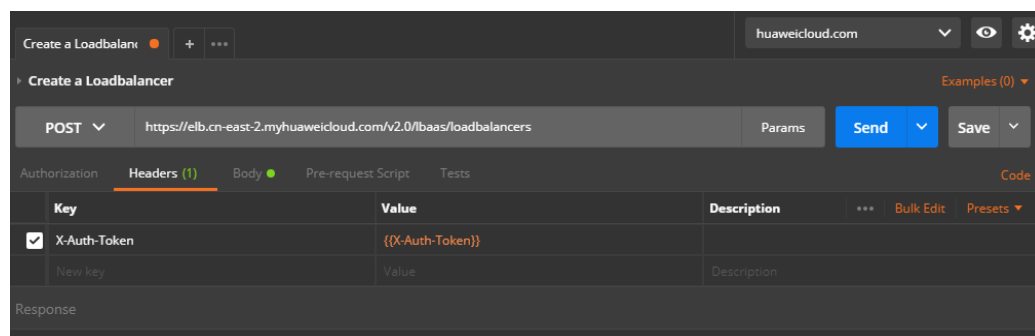 Create a Loadbalanc + ••• huaweicloud.com
Create a Loadbalancer Examples (0)
POST https://elb.cn-east-2.myhuaweicloud.com/v2.0/lbaas/loadbalancers Params Send Save
Authorization Headers (1) Body Pre-request Script Tests Code
Key Value Description ••• Bulk Edit Presets
X-Auth-Token {{X-Auth-Token}}
New key Value Description
Response